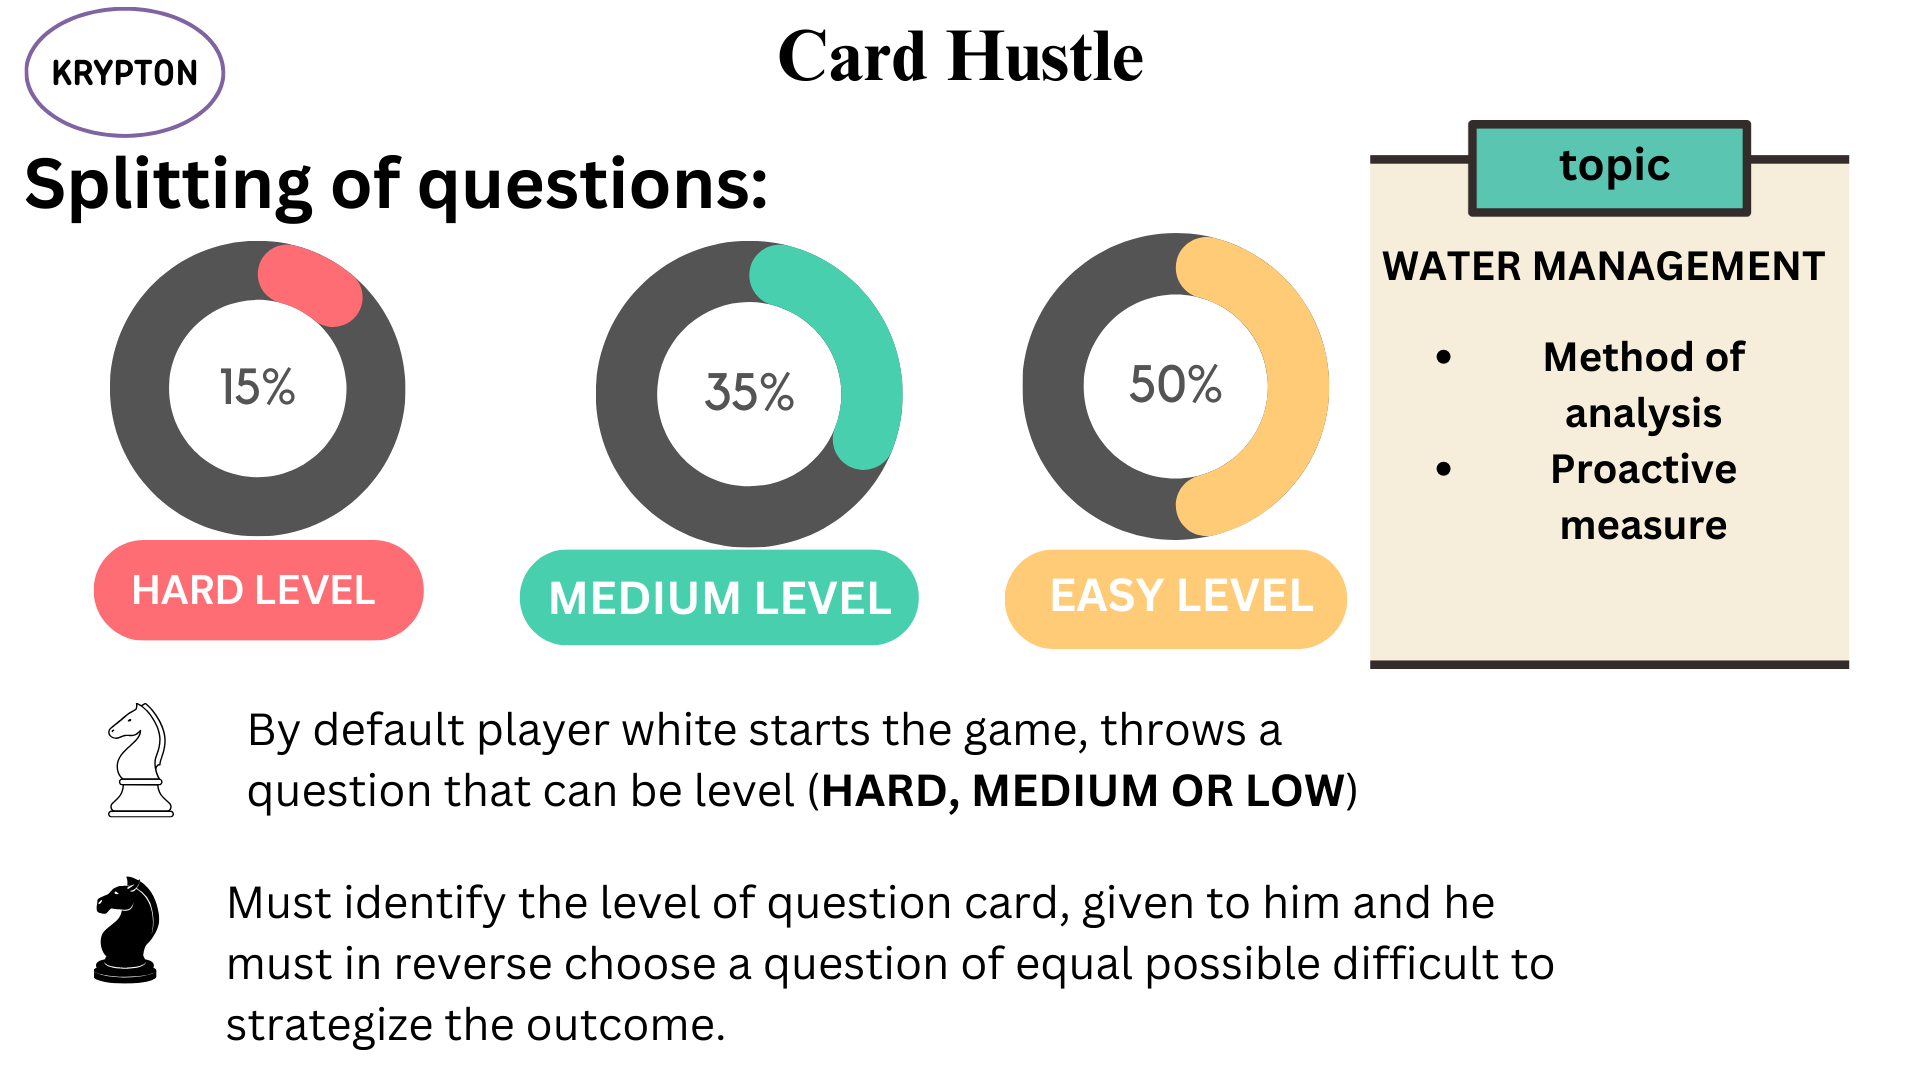 KRYPTON
Card Hustle
Splitting of questions:
15%
35%
50%
HARD LEVEL
MEDIUM LEVEL
EASY LEVEL
topic
WATER MANAGEMENT
• Method of
analysis
• Proactive
measure
By default player white starts the game, throws a
question that can be level (HARD, MEDIUM OR LOW)
Must identify the level of question card, given to him and he
must in reverse choose a question of equal possible difficult to
strategize the outcome.